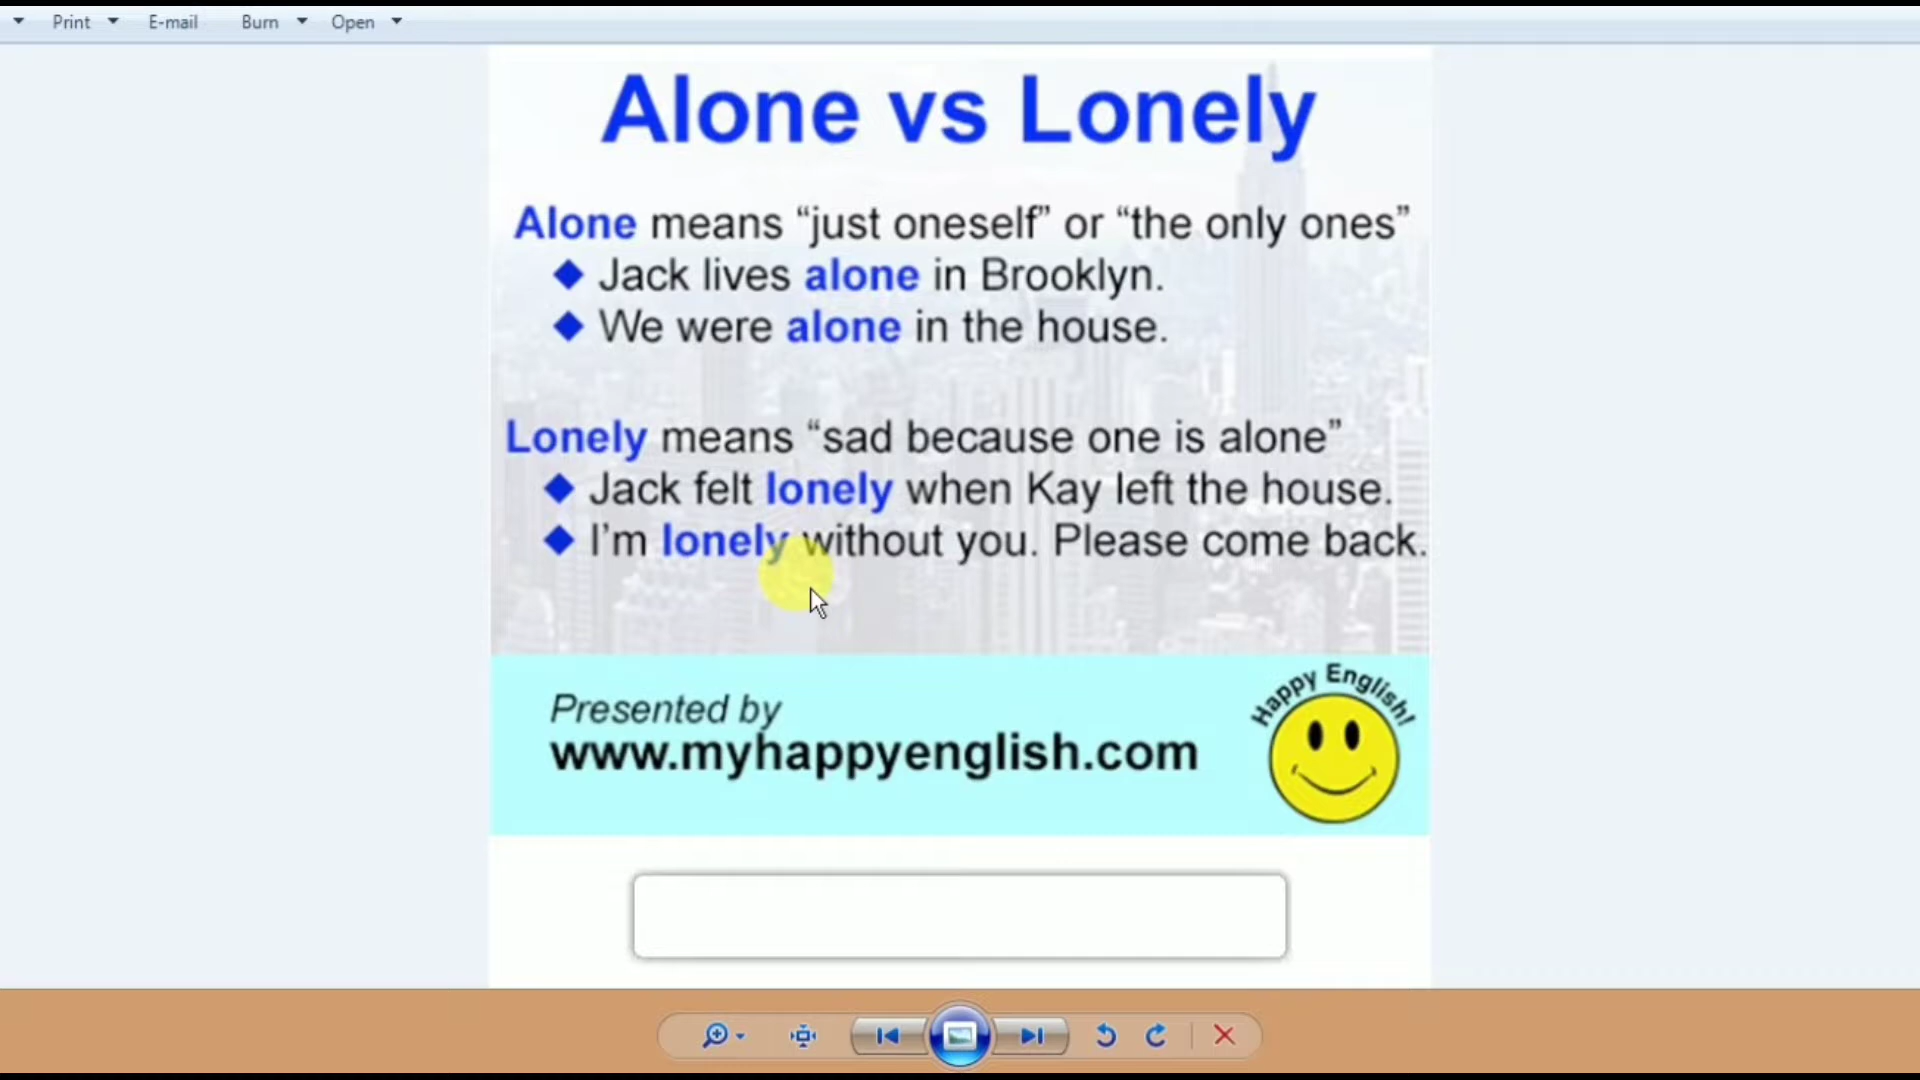 Print E-mail Burn Open
Alone vs Lonely
Alone means “just oneself” or “the only ones”
◆ Jack lives alone in Brooklyn.
◆ We were alone in the house.
Lonely means “sad because one is alone”
◆ Jack felt lonely when Kay left the house.
◆ I’m lonely without you. Please come back.
Happy English!
Presented by
www.myhappyenglish.com